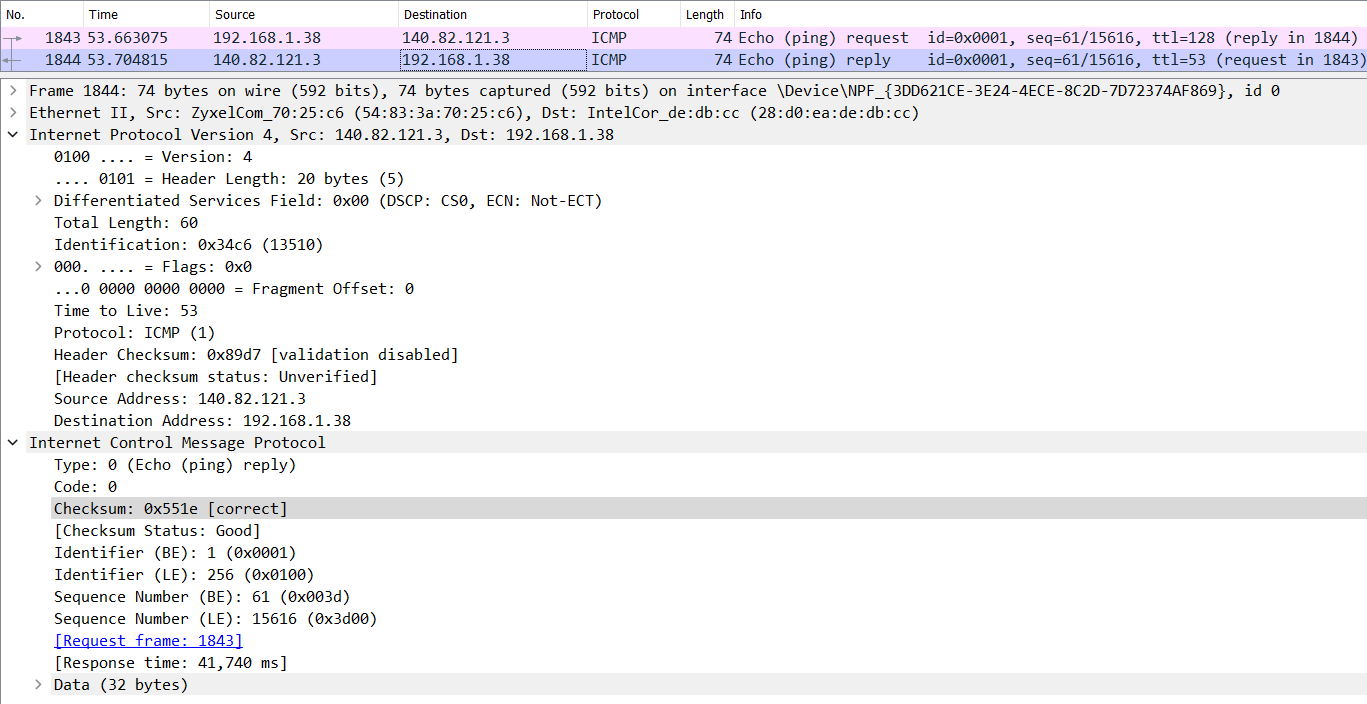 No. Time Source Destination Protocol Length Info
1843 53.663075 192.168.1.38 140.82.121.3 ICMP 74 Echo (ping) request id=0x0001, seq=61/15616, ttl=128 (reply in 1844)
1844 53.704815 140.82.121.3 192.168.1.38 ICMP 74 Echo (ping) reply id=0x0001, seq=61/15616, ttl=53 (request in 1843)
Frame 1844: 74 bytes on wire (592 bits), 74 bytes captured (592 bits) on interface \Device\NPF_{3DD621CE-3E24-4ECE-8C2D-7D72374AF869}, id 0
Ethernet II, Src: ZyxelCom_70:25:c6 (54:83:3a:70:25:c6), Dst: IntelCor_de:db:cc (28:d0:ea:de:db:cc)
Internet Protocol Version 4, Src: 140.82.121.3, Dst: 192.168.1.38
0100 .... = Version: 4
.... 0101 = Header Length: 20 bytes (5)
Differentiated Services Field: 0x00 (DSCP: CS0, ECN: Not-ECT)
Total Length: 60
Identification: 0x34c6 (13510)
000. .... = Flags: 0x0
...0 0000 0000 0000 = Fragment Offset: 0
Time to Live: 53
Protocol: ICMP (1)
Header Checksum: 0x89d7 [validation disabled]
[Header checksum status: Unverified]
Source Address: 140.82.121.3
Destination Address: 192.168.1.38
Internet Control Message Protocol
Type: 0 (Echo (ping) reply)
Code: 0
Checksum: 0x551e [correct]
[Checksum Status: Good]
Identifier (BE): 1 (0x0001)
Identifier (LE): 256 (0x0100)
Sequence Number (BE): 61 (0x003d)
Sequence Number (LE): 15616 (0x3d00)
[Request frame: 1843]
[Response time: 41,740 ms]
Data (32 bytes)